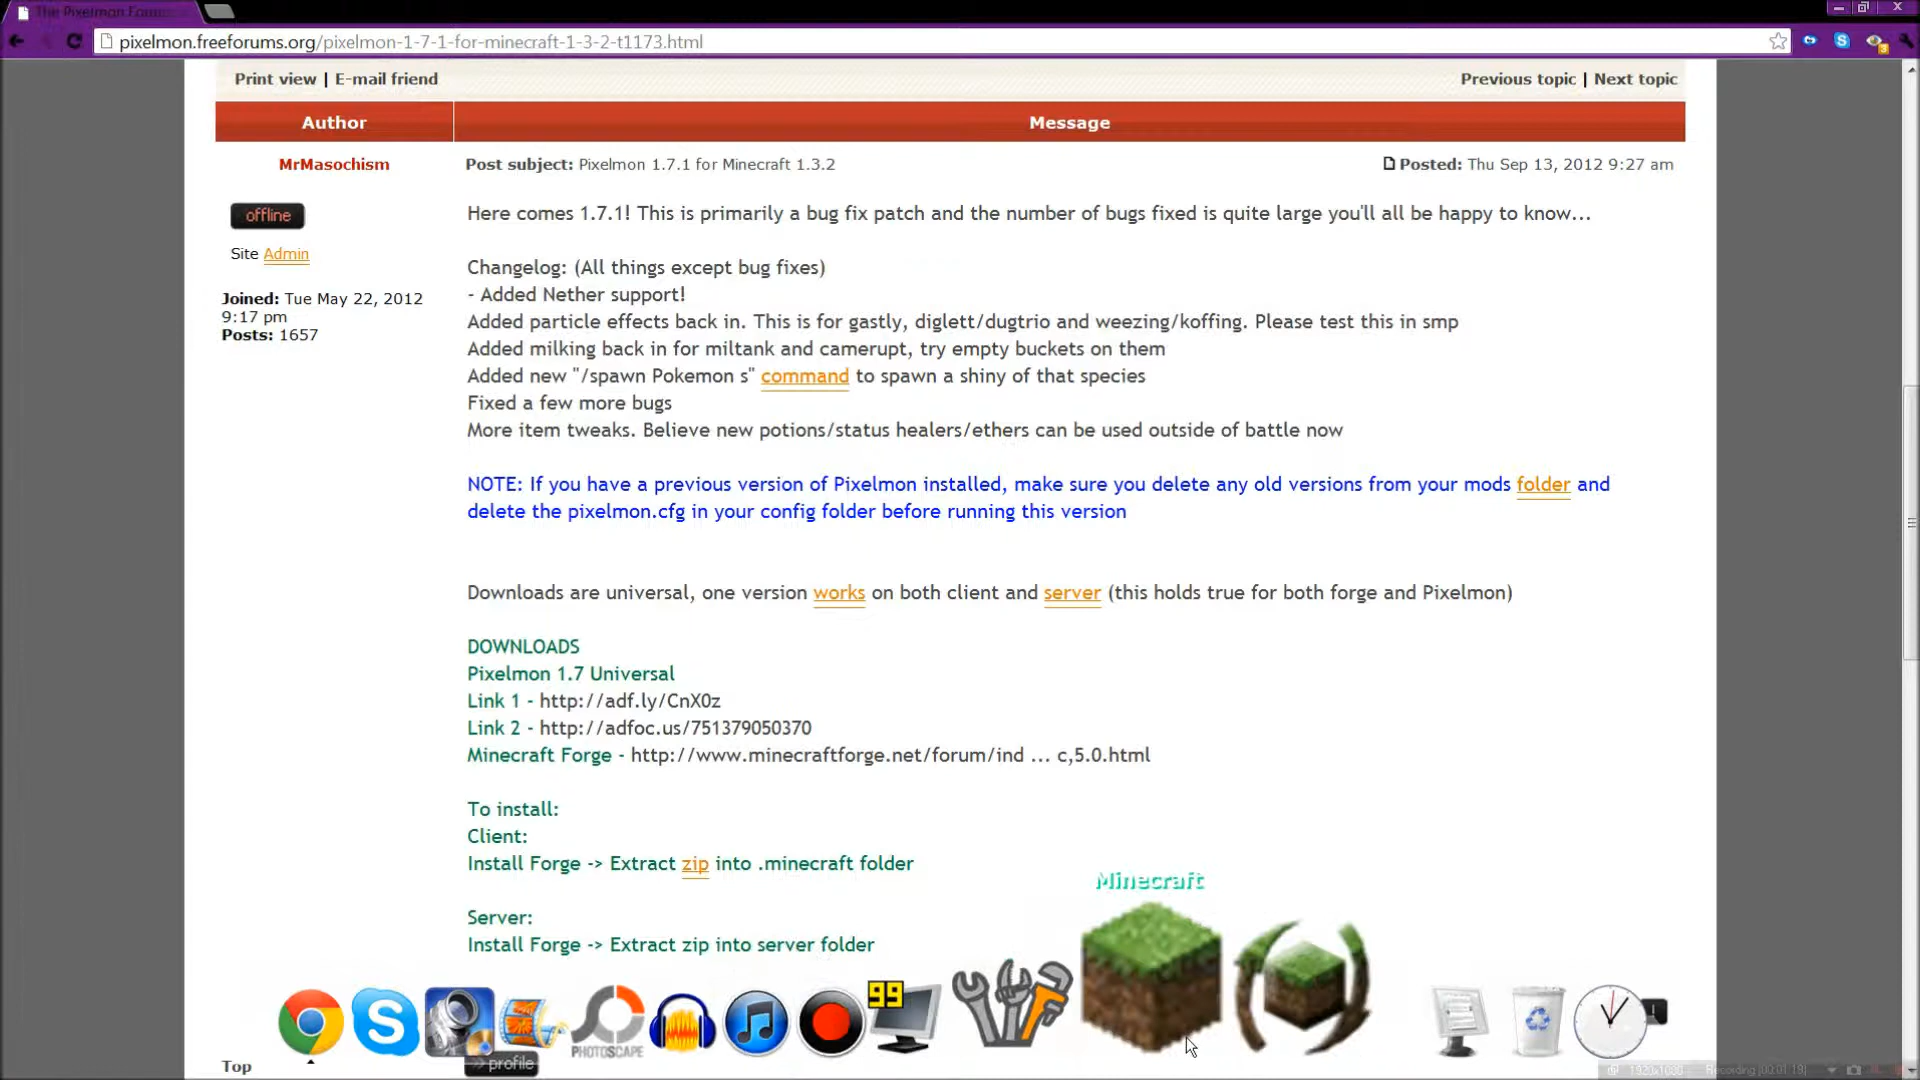 The Pixelmon Forum
pixelmon.freeforums.org/pixelmon-1-7-1-for-minecraft-1-3-2-t1173.html
Print view | E-mail friend
Previous topic | Next topic
Author
Message
MrMasochism
Post subject: Pixelmon 1.7.1 for Minecraft 1.3.2
Posted: Thu Sep 13, 2012 9:27 am
offline
Site Admin
Joined: Tue May 22, 2012
9:17 pm
Posts: 1657
Here comes 1.7.1! This is primarily a bug fix patch and the number of bugs fixed is quite large you'll all be happy to know...
Changelog: (All things except bug fixes)
- Added Nether support!
Added particle effects back in. This is for gastly, diglett/dugtrio and weezing/koffing. Please test this in smp
Added milking back in for miltank and camerupt, try empty buckets on them
Added new "/spawn Pokemon s" command to spawn a shiny of that species
Fixed a few more bugs
More item tweaks. Believe new potions/status healers/ethers can be used outside of battle now
NOTE: If you have a previous version of Pixelmon installed, make sure you delete any old versions from your mods folder and
delete the pixelmon.cfg in your config folder before running this version
Downloads are universal, one version works on both client and server (this holds true for both forge and Pixelmon)
DOWNLOADS
Pixelmon 1.7 Universal
Link 1 - http://adf.ly/CnX0z
Link 2 - http://adfoc.us/751379050370
Minecraft Forge - http://www.minecraftforge.net/forum/ind ... c,5.0.html
To install:
Client:
Install Forge -> Extract zip into .minecraft folder
Server:
Install Forge -> Extract zip into server folder
Minecraft
99
PHOTOSCAPE
Top
profile
1920x1080
Recording [00:01:19]